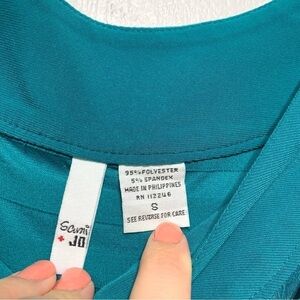 Sami
+ JO
95% POLYESTER
5% SPANDEX
MADE IN PHILIPPINES
RN 112246
S
SEE REVERSE FOR CARE